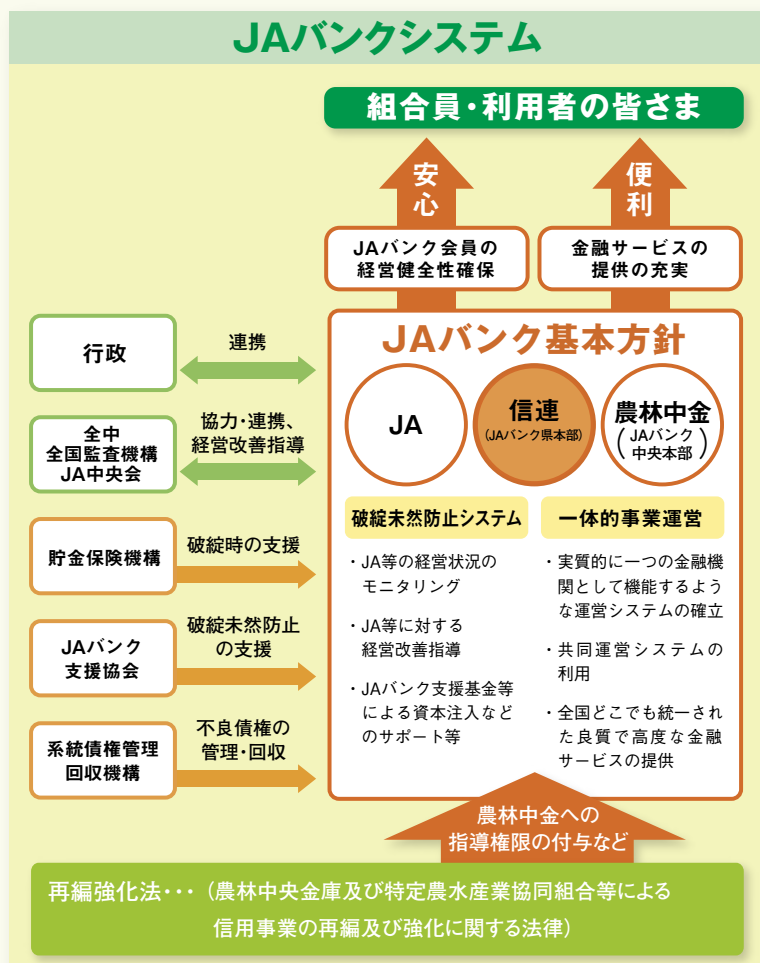 JAバンクシステム
組合員・利用者の皆さま
安
心
便
利
JAバンク会員の
経営健全性確保
金融サービスの
提供の充実
行政
連携
全中
全国監査機構
JA中央会
協力・連携、
経営改善指導
貯金保険機構
破綻時の支援
JAバンク
支援協会
破綻未然防止
の支援
系統債権管理
回収機構
不良債権の
管理・回収
JAバンク基本方針
JA
信連
(JAバンク県本部)
農林中金
(JAバンク
中央本部)
破綻未然防止システム
・JA等の経営状況の
モニタリング
・JA等に対する
経営改善指導
・JAバンク支援基金等
による資本注入などの
のサポート等
一体的事業運営
・実質的に一つの金融機
関として機能するよう
な運営システムの確立
・共同運営システムの
利用
・全国どこでも統一され
た良質で高度な金融
サービスの提供
農林中金への
指導権限の付与など
再編強化法・・・(農林中央金庫及び特定農水産業協同組合等による
信用事業の再編及び強化に関する法律)